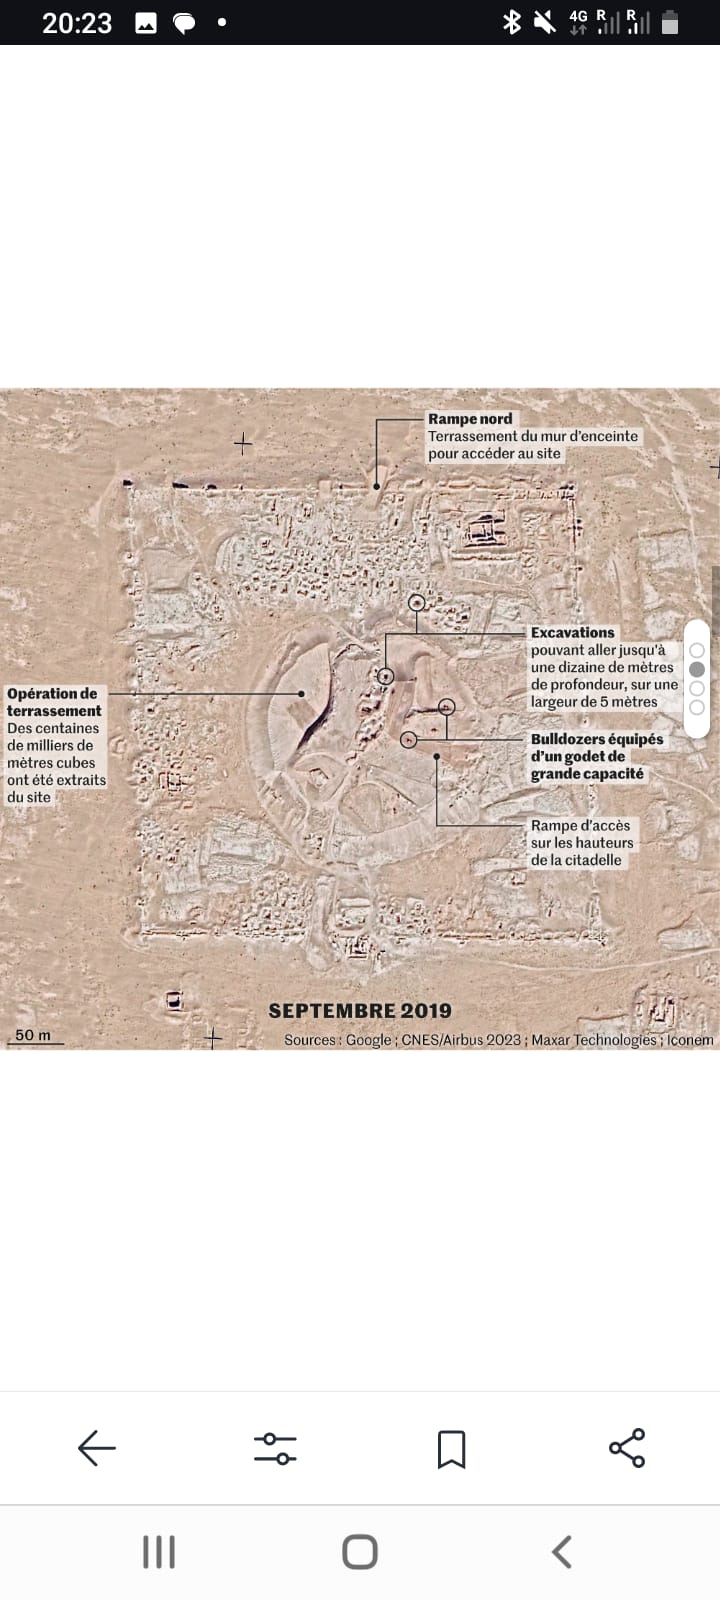 20:23
4G R R
Rampe nord
Terrassement du mur d'enceinte
pour accéder au site
Excavations
pouvant aller jusqu'à
une dizaine de mètres
de profondeur, sur une
largeur de 5 mètres
Opération de
terrassement
Des centaines
de milliers de
mètres cubes
ont été extraits
du site
Bulldozers équipés
d'un godet de
grande capacité
Rampe d'accès
sur les hauteurs
de la citadelle
SEPTEMBRE 2019
50 m
Sources : Google ; CNES/Airbus 2023 ; Maxar Technologies ; Iconem